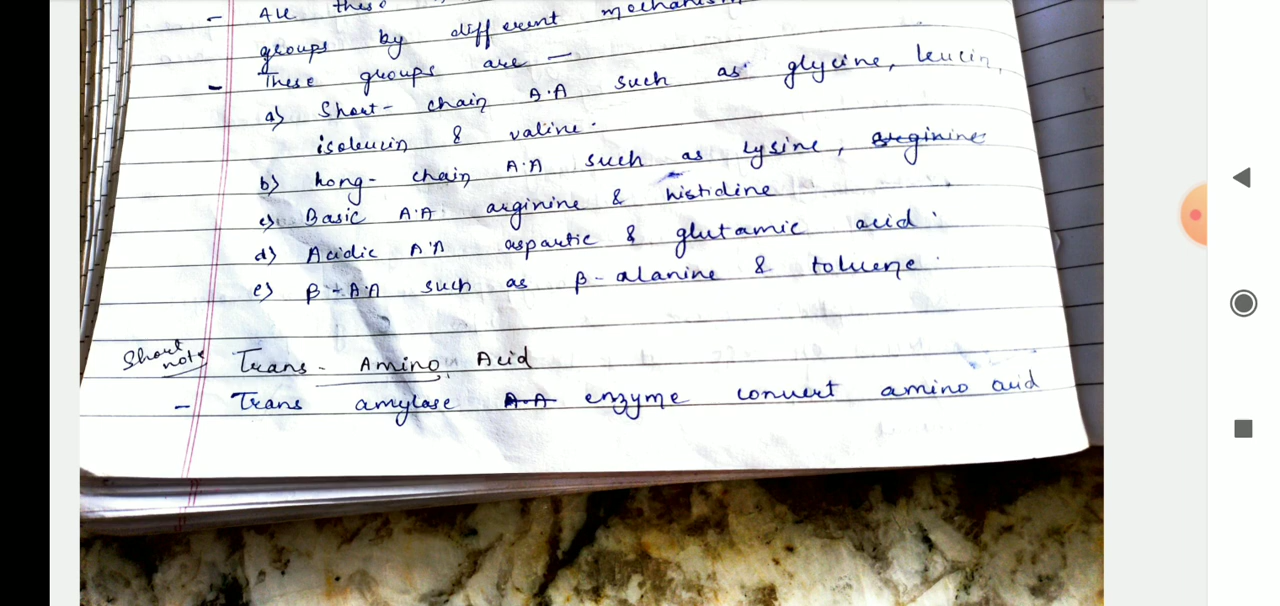 - All these
groups by different mechanism
- These groups are -
a) Short-chain A.A such as glycine, leucin,
isoleucin & valine.
b) Long-chain A.A such as lysine, arginines
c) Basic A.A. arginine & histidine
d) Acidic A.A aspartic & glutamic acid.
e) β-A.A such as β-alanine & toluene.
Short note
Trans-Amino Acid
- Trans amylase A-A enzyme convert amino acid